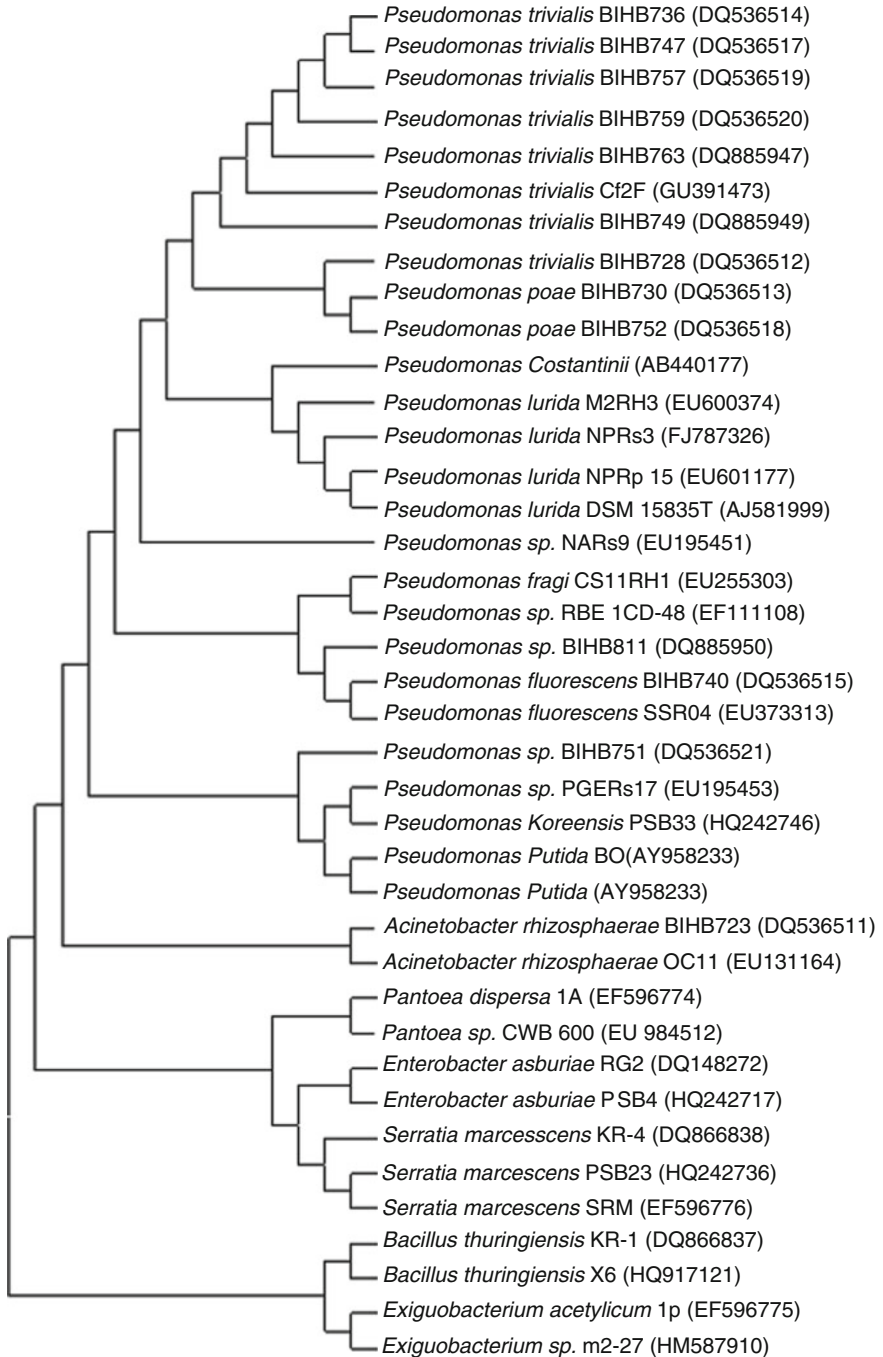 Pseudomonas trivialis BIHB736 (DQ536514)
Pseudomonas trivialis BIHB747 (DQ536517)
Pseudomonas trivialis BIHB757 (DQ536519)
Pseudomonas trivialis BIHB759 (DQ536520)
Pseudomonas trivialis BIHB763 (DQ885947)
Pseudomonas trivialis Cf2F (GU391473)
Pseudomonas trivialis BIHB749 (DQ885949)
Pseudomonas trivialis BIHB728 (DQ536512)
Pseudomonas poae BIHB730 (DQ536513)
Pseudomonas poae BIHB752 (DQ536518)
Pseudomonas Costantinii (AB440177)
Pseudomonas lurida M2RH3 (EU600374)
Pseudomonas lurida NPRs3 (FJ787326)
Pseudomonas lurida NPRp 15 (EU601177)
Pseudomonas lurida DSM 15835T (AJ581999)
Pseudomonas sp. NARs9 (EU195451)
Pseudomonas fragi CS11RH1 (EU255303)
Pseudomonas sp. RBE 1CD-48 (EF111108)
Pseudomonas sp. BIHB811 (DQ885950)
Pseudomonas fluorescens BIHB740 (DQ536515)
Pseudomonas fluorescens SSR04 (EU373313)
Pseudomonas sp. BIHB751 (DQ536521)
Pseudomonas sp. PGERs17 (EU195453)
Pseudomonas Koreensis PSB33 (HQ242746)
Pseudomonas Putida BO(AY958233)
Pseudomonas Putida (AY958233)
Acinetobacter rhizosphaerae BIHB723 (DQ536511)
Acinetobacter rhizosphaerae OC11 (EU131164)
Pantoea dispersa 1A (EF596774)
Pantoea sp. CWB 600 (EU 984512)
Enterobacter asburiae RG2 (DQ148272)
Enterobacter asburiae PSB4 (HQ242717)
Serratia marcesscens KR-4 (DQ866838)
Serratia marcescens PSB23 (HQ242736)
Serratia marcescens SRM (EF596776)
Bacillus thuringiensis KR-1 (DQ866837)
Bacillus thuringiensis X6 (HQ917121)
Exiguobacterium acetylicum 1p (EF596775)
Exiguobacterium sp. m2-27 (HM587910)